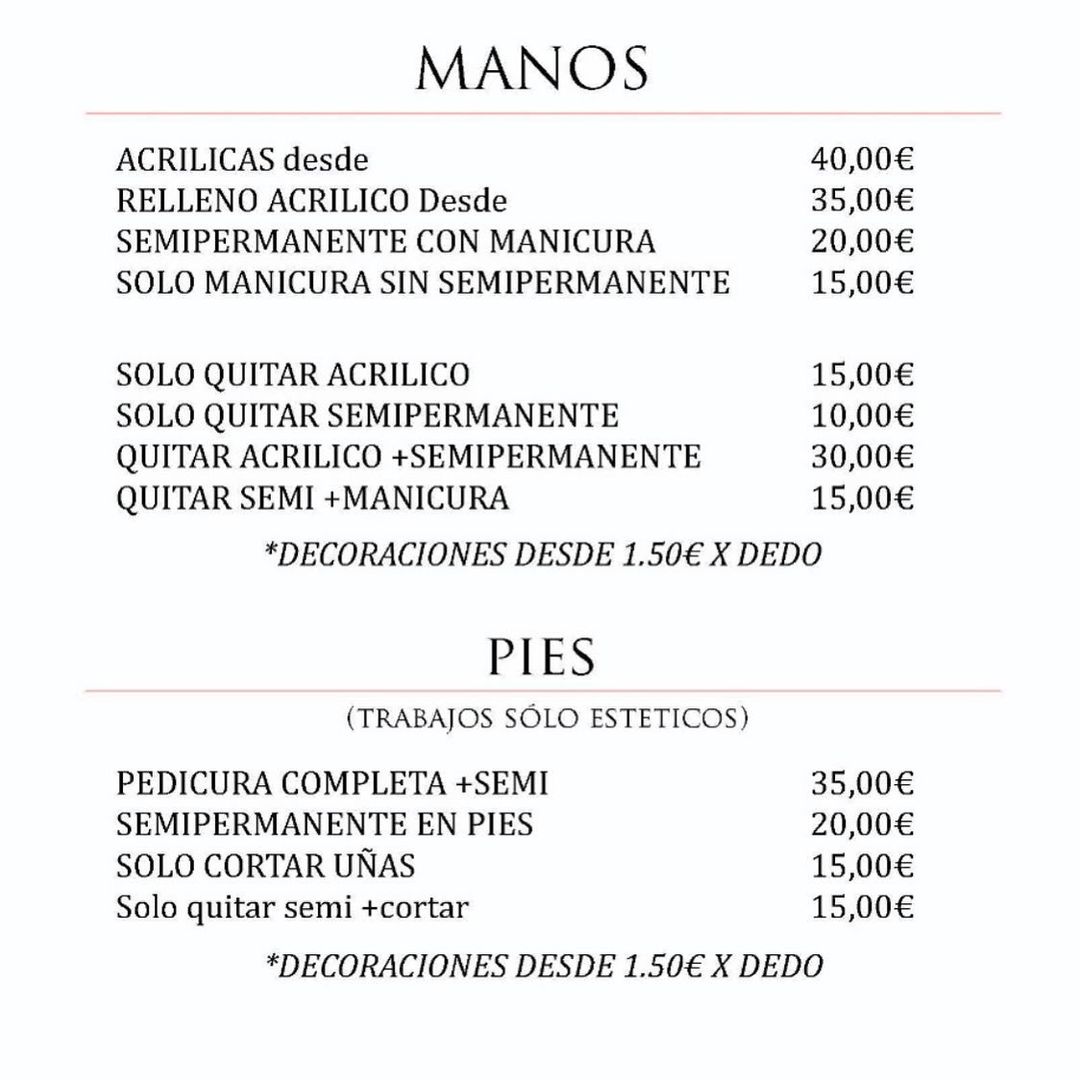 MANOS
ACRILICAS desde 40,00€
RELLENO ACRILICO Desde 35,00€
SEMIPERMANENTE CON MANICURA 20,00€
SOLO MANICURA SIN SEMIPERMANENTE 15,00€
SOLO QUITAR ACRILICO 15,00€
SOLO QUITAR SEMIPERMANENTE 10,00€
QUITAR ACRILICO +SEMIPERMANENTE 30,00€
QUITAR SEMI +MANICURA 15,00€
*DECORACIONES DESDE 1.50€ X DEDO
PIES
(TRABAJOS SÓLO ESTETICOS)
PEDICURA COMPLETA +SEMI 35,00€
SEMIPERMANENTE EN PIES 20,00€
SOLO CORTAR UÑAS 15,00€
Solo quitar semi +cortar 15,00€
*DECORACIONES DESDE 1.50€ X DEDO